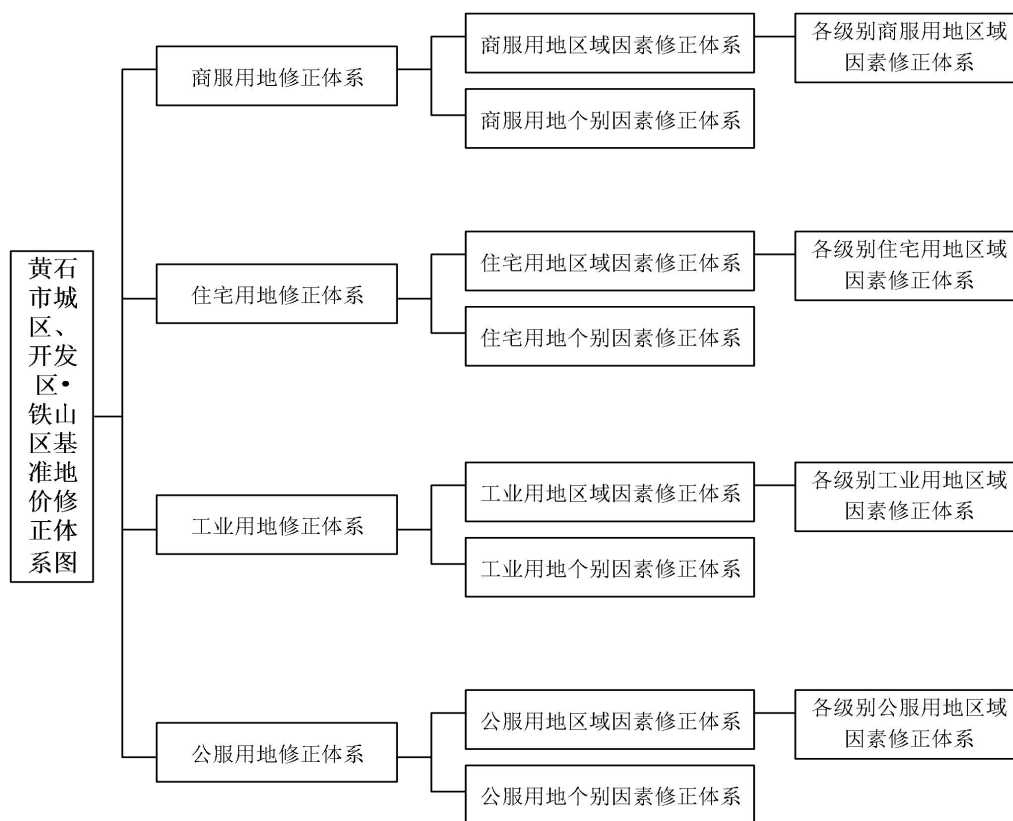 黄石
市城
区、
开发
区•
铁山
区基
准地
价修
正体
系图
商服用地修正体系
商服用地区域因素修正体系
各级别商服用地区域
因素修正体系
商服用地个别因素修正体系
住宅用地修正体系
住宅用地区域因素修正体系
各级别住宅用地区域
因素修正体系
住宅用地个别因素修正体系
工业用地修正体系
工业用地区域因素修正体系
各级别工业用地区域
因素修正体系
工业用地个别因素修正体系
公服用地修正体系
公服用地区域因素修正体系
各级别公服用地区域
因素修正体系
公服用地个别因素修正体系